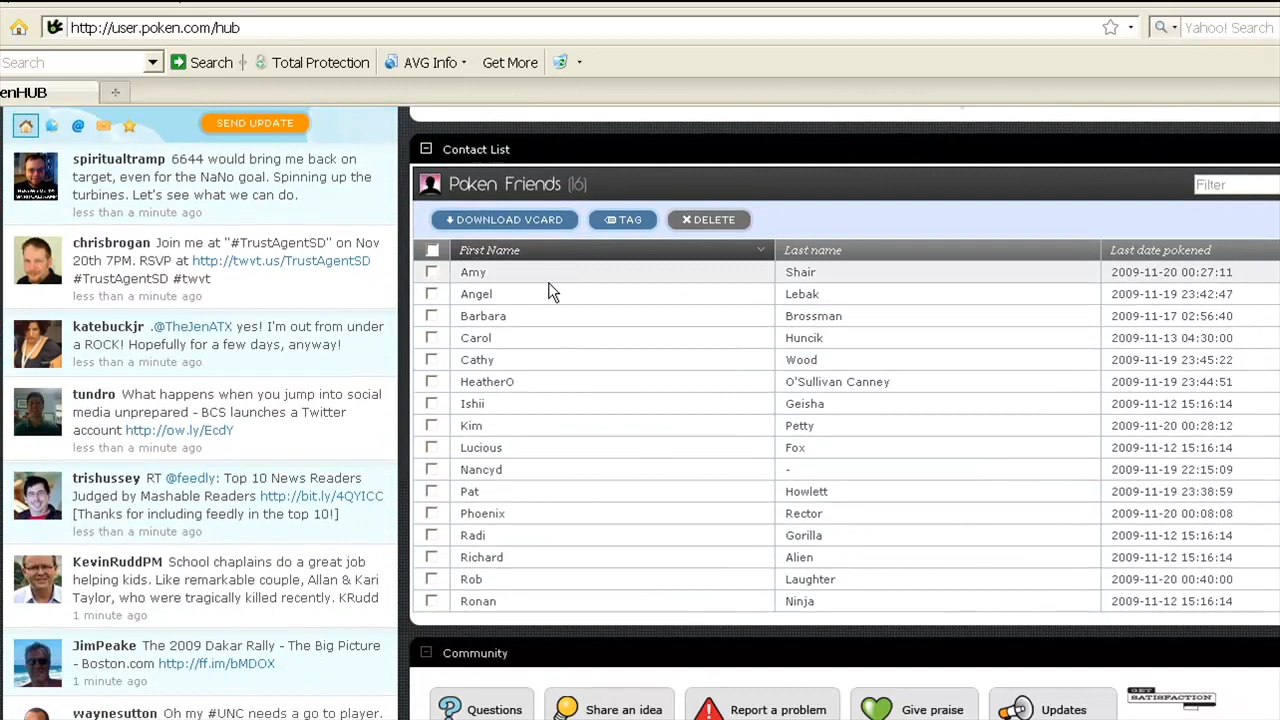 http://user.poken.com/hub
Yahoo! Search
Search
Search
Total Protection
AVG Info
Get More
enHUB
SEND UPDATE
spiritualtramp 6644 would bring me back on
target, even for the NaNo goal. Spinning up the
turbines. Let's see what we can do.
less than a minute ago
chrisbrogan Join me at "#TrustAgentSD" on Nov
20th 7PM. RSVP at http://twvt.us/TrustAgentSD
#TrustAgentSD #twvt
less than a minute ago
katebuckjr .@TheJenATX yes! I'm out from under
a ROCK! Hopefully for a few days, anyway!
less than a minute ago
tundro What happens when you jump into social
media unprepared - BCS launches a Twitter
account http://ow.ly/EcdY
less than a minute ago
trishussey RT @feedly: Top 10 News Readers
Judged by Mashable Readers http://bit.ly/4QYICC
[Thanks for including feedly in the top 10!]
less than a minute ago
KevinRuddPM School chaplains do a great job
helping kids. Like remarkable couple, Allan & Kari
Taylor, who were tragically killed recently. KRudd
1 minute ago
JimPeake The 2009 Dakar Rally - The Big Picture
- Boston.com http://ff.im/bMDOX
1 minute ago
waynesutton Oh my #UNC needs a go to player.
Contact List
Poken Friends (16)
Filter
DOWNLOAD VCARD TAG DELETE
First Name Last name Last date pokened
Amy Shair 2009-11-20 00:27:11
Angel Lebak 2009-11-19 23:42:47
Barbara Brossman 2009-11-17 02:56:40
Carol Huncik 2009-11-13 04:30:00
Cathy Wood 2009-11-19 23:45:22
HeatherO O'Sullivan Canney 2009-11-19 23:44:51
Ishii Geisha 2009-11-12 15:16:14
Kim Petty 2009-11-20 00:28:12
Lucious Fox 2009-11-12 15:16:14
Nancyd - 2009-11-19 22:15:09
Pat Howlett 2009-11-19 23:38:59
Phoenix Rector 2009-11-20 00:08:08
Radi Gorilla 2009-11-12 15:16:14
Richard Alien 2009-11-12 15:16:14
Rob Laughter 2009-11-20 00:40:00
Ronan Ninja 2009-11-12 15:16:14
Community
Questions
Share an idea
Report a problem
Give praise
Updates
GET SATISFACTION